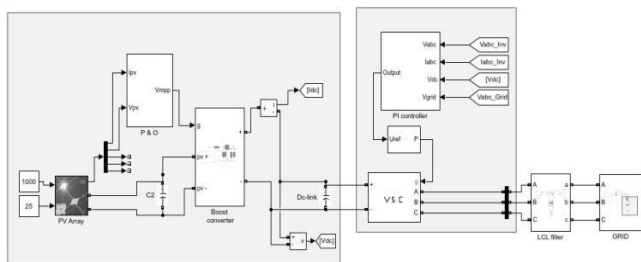 Ipv
Vpv
Vmpp
P & O
1000
25
PV Array
C2
g
pv +
pv -
+
-
Boost
converter
[Idc]
Dc-link
[Vdc]
Vabc
Iabc
Vdc
Vgrid
Output
PI controller
Vabc_Inv
Iabc_Inv
[Vdc]
Vabc_Grid
Uref
P
g
+
-
VSC
A
B
C
A
B
C
a
b
c
LCL filter
A
B
C
GRID